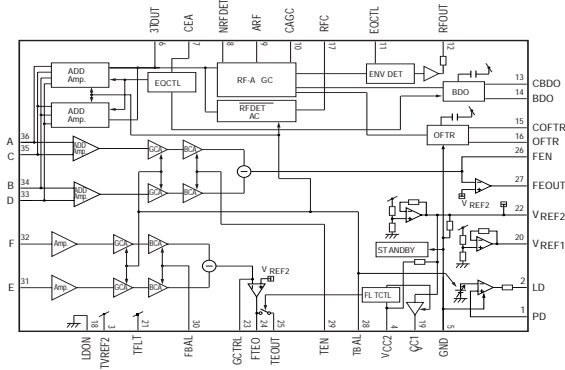 3TOUT
CEA
NRFDET
ARF
CAGC
RFC
EQCTL
RFOUT
6
7
8
9
10
17
11
12
ADD
Amp.
EQCTL
RF-A GC
ENV DET
BDO
13
CBDO
14
BDO
ADD
Amp.
RFDET
AC
OFTR
15
COFTR
16
OFTR
A
36
C
35
ADD
Amp.
GCA
BCA
26
FEN
27
FEOUT
V REF2
B
34
D
33
ADD
Amp.
GCA
BCA
22
VREF2
ST ANDBY
20
VREF1
F
32
Amp.
GCA
BCA
V REF2
E
31
Amp.
GCA
BCA
FL TCTL
2
LD
1
PD
18
3
21
30
23
24
25
29
28
4
19
5
LDON
TVREF2
TFLT
FBAL
GCTRL
FTEO
TEOUT
TEN
TBAL
VCC2
GND